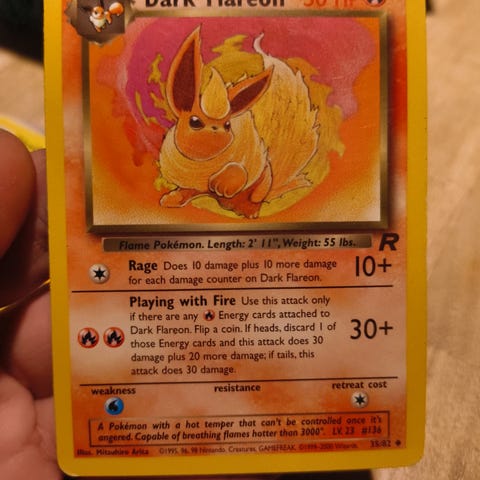 Dark Flareon 50 HP
Flame Pokémon. Length: 2' 11", Weight: 55 lbs.
R
Rage Does 10 damage plus 10 more damage
for each damage counter on Dark Flareon.
10+
Playing with Fire Use this attack only
if there are any Energy cards attached to
Dark Flareon. Flip a coin. If heads, discard 1 of
those Energy cards and this attack does 30
damage plus 20 more damage; if tails, this
attack does 30 damage.
30+
weakness resistance retreat cost
A Pokémon with a hot temper that can't be controlled once it's
angered. Capable of breathing flames hotter than 3000°. LV. 23 #136
Illus. Mitsuhiro Arita ©1995, 96, 98 Nintendo, Creatures, GAMEFREAK. ©1999-2000 Wizards. 35/82